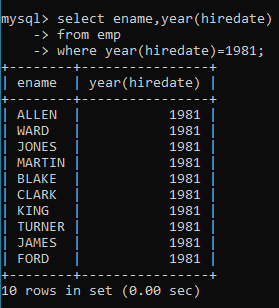 mysql> select ename,year(hiredate)
    -> from emp
    -> where year(hiredate)=1981;
+--------+----------------+
| ename  | year(hiredate) |
+--------+----------------+
| ALLEN  |           1981 |
| WARD   |           1981 |
| JONES  |           1981 |
| MARTIN |           1981 |
| BLAKE  |           1981 |
| CLARK  |           1981 |
| KING   |           1981 |
| TURNER |           1981 |
| JAMES  |           1981 |
| FORD   |           1981 |
+--------+----------------+
10 rows in set (0.00 sec)